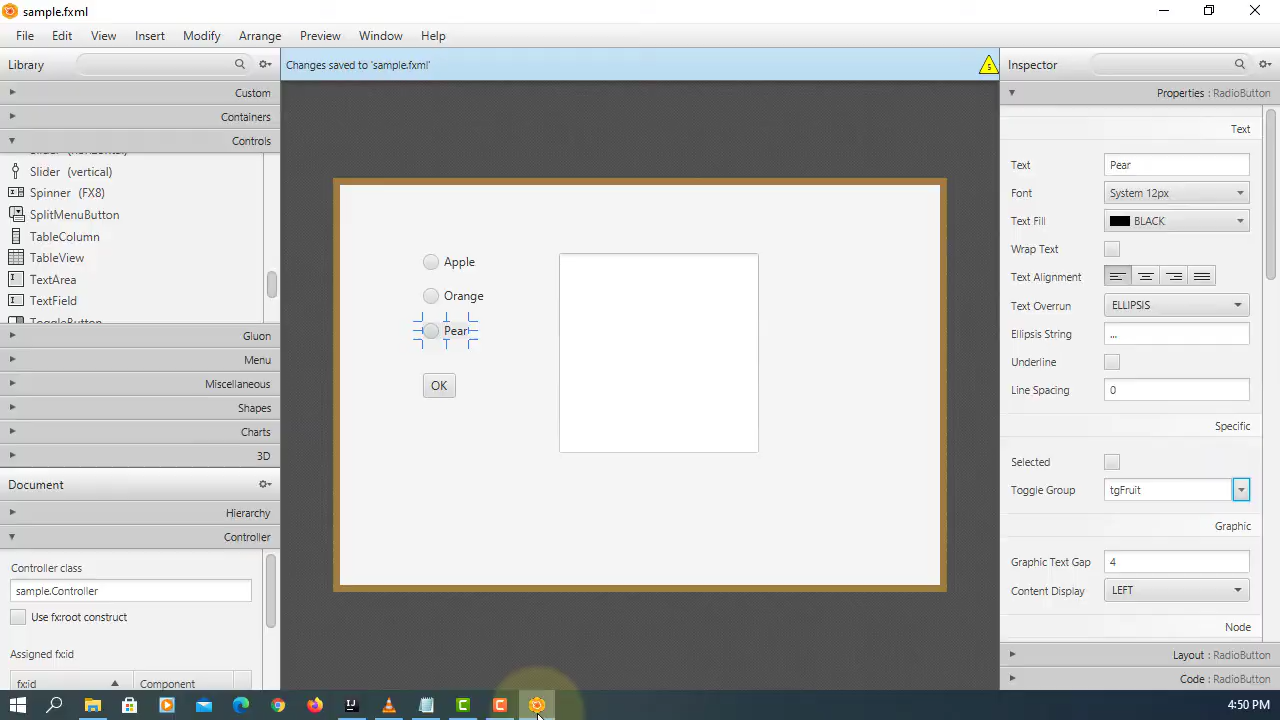 sample.fxml
File Edit View Insert Modify Arrange Preview Window Help
Library
Changes saved to 'sample.fxml'
5
Inspector
Custom
Containers
Controls
Slider (horizontal)
Slider (vertical)
Spinner (FX8)
SplitMenuButton
TableColumn
TableView
TextArea
TextField
ToggleButton
Gluon
Menu
Miscellaneous
Shapes
Charts
3D
Document
Hierarchy
Controller
Controller class
sample.Controller
Use fx:root construct
Assigned fx:id
fx:id Component
Apple
Orange
Pear
OK
Properties : RadioButton
Text
Text Pear
Font System 12px
Text Fill BLACK
Wrap Text
Text Alignment
Text Overrun ELLIPSIS
Ellipsis String ...
Underline
Line Spacing 0
Specific
Selected
Toggle Group tgFruit
Graphic
Graphic Text Gap 4
Content Display LEFT
Node
Layout : RadioButton
Code : RadioButton
4:50 PM